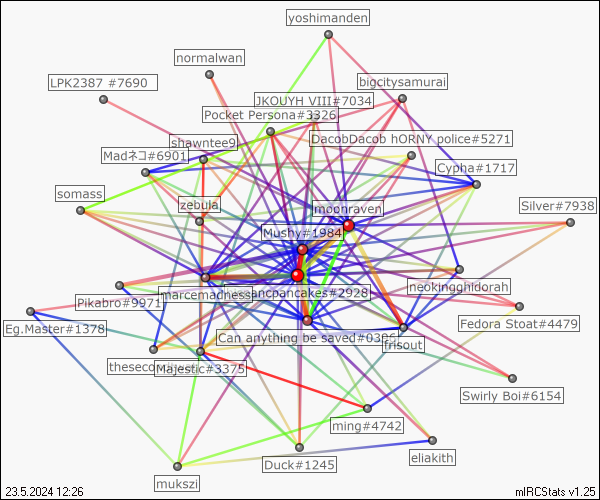 yoshimanden
normalwan
bigcitysamurai
LPK2387 #7690
JKOUYH VIII#7034
Pocket Persona#3326
DacobDacob hORNY police#5271
shawntee9
Madネコ#6901
Cypha#1717
somass
zebula
moonraven
Silver#7938
Mushy#1984
neokingghidorah
marcemadness
ancpancakes#2928
Pikabro#9971
Fedora Stoat#4479
Eg.Master#1378
Can anything be saved#03
frisout
thesecon
Majestic#3375
Swirly Boi#6154
ming#4742
eliakith
Duck#1245
mukszi
23.5.2024 12:26
mIRCStats v1.25